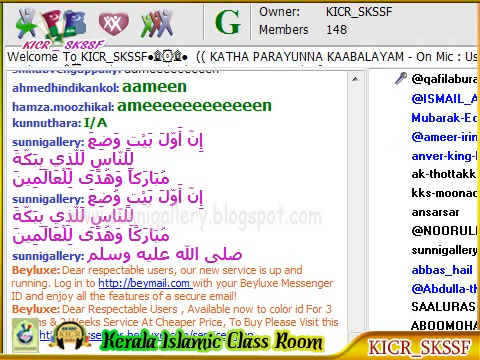 Owner: KICR_SKSSF
G
Members 148
KICR_SKSSF
Welcome To KICR_SKSSF (( KATHA PARAYUNNA KAABALAYAM - On Mic : Us
ahmedhindikankol: aameen
hamza.moozhikal: ameeeeeeeeeeeen
kunnuthara: I/A
sunnigallery: إِنّ أَوّلَ بَيْتٍ وُضِعَ
لِلنّاسِ لَلّذِي بِبَكّةَ
مُبَارَكاً وَهُدًى لِلْعَالَمِينَ
sunnigallery: إِنّ أَوّلَ بَيْتٍ وُضِعَ
لِلنّاسِ لَلّذِي بِبَكّةَ
مُبَارَكاً وَهُدًى لِلْعَالَمِينَ
sunnigallery: صلى الله عليه وسلم
Beyluxe: Dear respectable users, our new service is up and
running. Log in to http://beymail.com with your Beyluxe Messenger
ID and enjoy all the features of a secure email!
Beyluxe: Dear Respectable Users , Available now to color id For 3
Service At Cheaper Price, To Buy Please Visit this
sunnigallery.blogspot.com
@qafilabura
@ISMAIL_A
Mubarak-Ed
@ameer-irin
anver-king-
ak-thottakk
kks-moonac
ansarsar
@NOORUL
sunnigallery
abbas_hail
@Abdulla-th
SAALURAS
ABOOMOHA
Kerala Islamic Class Room
KICR_SKSSF